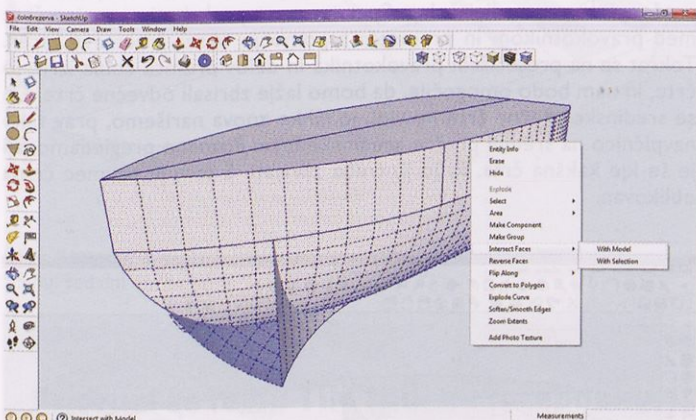 čolnBrezerva - SketchUp
File Edit View Camera Draw Tools Window Help
Entity Info
Erase
Hide
Explode
Select
Area
Make Component
Make Group
Intersect Faces
With Model
Reverse Faces
With Selection
Flip Along
Convert to Polygon
Explode Curve
Soften/Smooth Edges
Zoom Extents
Add Photo Texture
Intersect with Model
Measurements